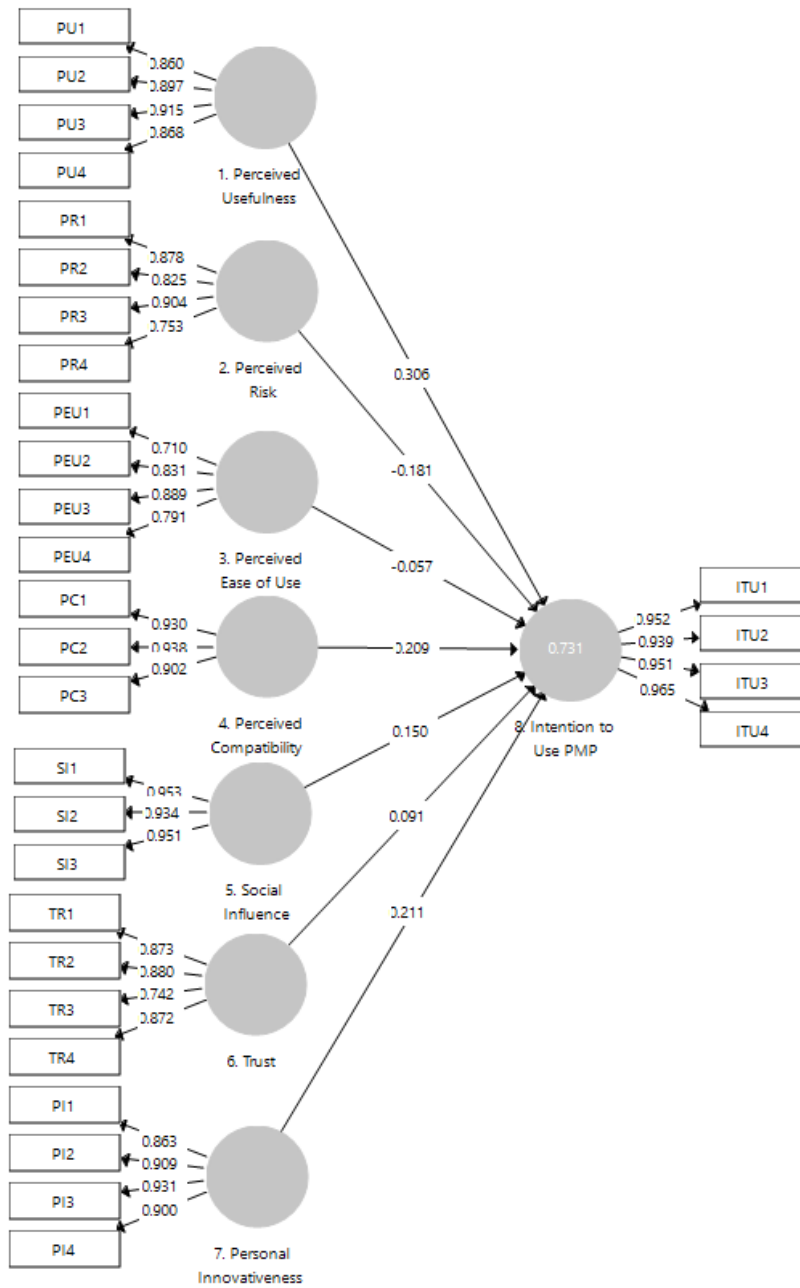 PU1
0.860
PU2
0.897
PU3
0.915
0.868
PU4
1. Perceived
Usefulness
PR1
0.878
PR2
0.825
PR3
0.904
0.753
PR4
2. Perceived
Risk
PEU1
0.710
PEU2
0.831
PEU3
0.889
0.791
PEU4
3. Perceived
Ease of Use
PC1
0.930
PC2
0.938
0.902
PC3
4. Perceived
Compatibility
SI1
0.953
SI2
0.934
0.951
SI3
5. Social
Influence
TR1
0.873
TR2
0.880
TR3
0.742
0.872
TR4
6. Trust
PI1
0.863
PI2
0.909
PI3
0.931
0.900
PI4
7. Personal
Innovativeness
0.306
-0.181
-0.057
0.209
0.150
0.091
0.211
0.731
8. Intention to
Use PMP
0.952
0.939
0.951
0.965
ITU1
ITU2
ITU3
ITU4